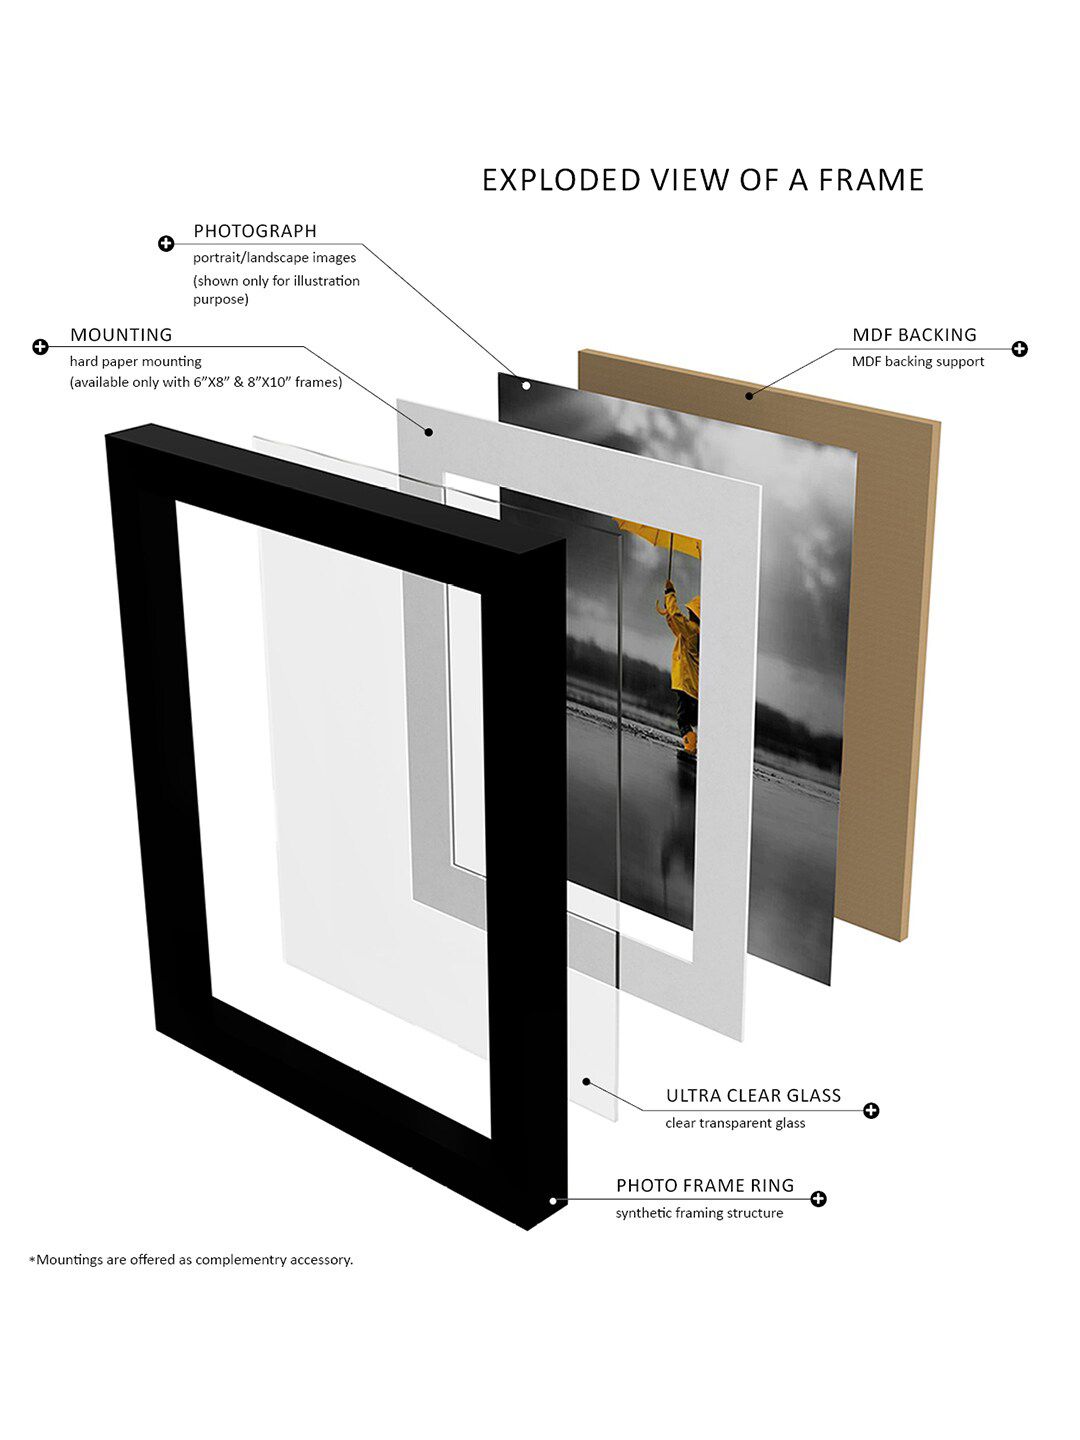 EXPLODED VIEW OF A FRAME
PHOTOGRAPH
portrait/landscape images
(shown only for illustration
purpose)
MOUNTING
hard paper mounting
(available only with 6”X8” & 8”X10” frames)
MDF BACKING
MDF backing support
ULTRA CLEAR GLASS
clear transparent glass
PHOTO FRAME RING
synthetic framing structure
*Mountings are offered as complementry accessory.